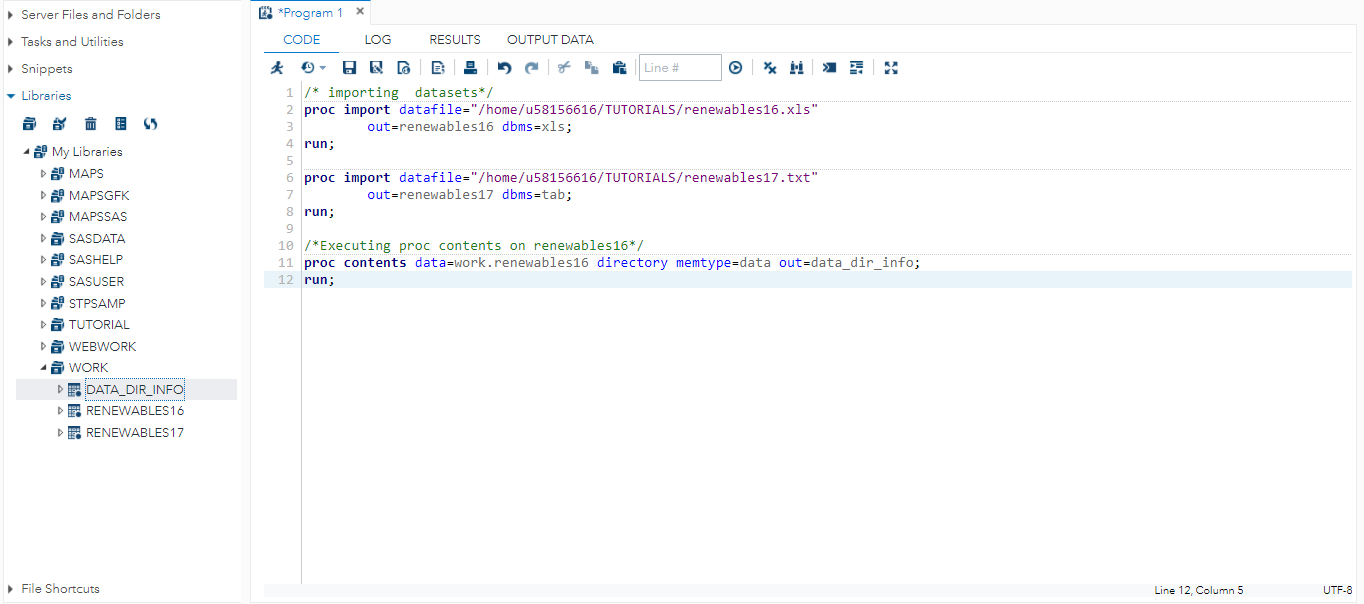 Server Files and Folders
Tasks and Utilities
Snippets
Libraries
My Libraries
MAPS
MAPSGFK
MAPSSAS
SASDATA
SASHELP
SASUSER
STPSAMP
TUTORIAL
WEBWORK
WORK
DATA_DIR_INFO
RENEWABLES16
RENEWABLES17
File Shortcuts
*Program 1
CODE LOG RESULTS OUTPUT DATA
Line #
1 /* importing  datasets*/
2 proc import datafile="/home/u58156616/TUTORIALS/renewables16.xls"
3         out=renewables16 dbms=xls;
4 run;
5
6 proc import datafile="/home/u58156616/TUTORIALS/renewables17.txt"
7         out=renewables17 dbms=tab;
8 run;
9
10 /*Executing proc contents on renewables16*/
11 proc contents data=work.renewables16 directory memtype=data out=data_dir_info;
12 run;
Line 12, Column 5 UTF-8